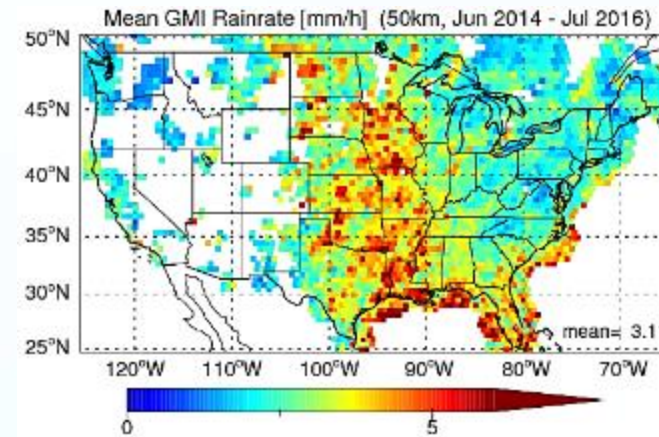 Mean GMI Rainrate [mm/h] (50km, Jun 2014 - Jul 2016)
50°N
45°N
40°N
35°N
30°N
25°N
mean= 3.1
120°W 110°W 100°W 90°W 80°W 70°W
0 5